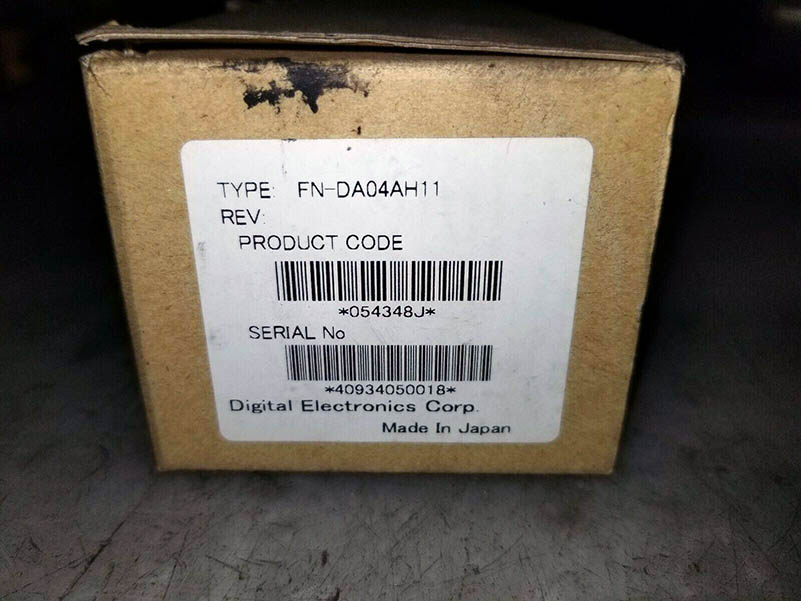 TYPE: FN-DA04AH11
REV:
PRODUCT CODE
*054348J*
SERIAL No
*40934050018*
Digital Electronics Corp.
Made In Japan